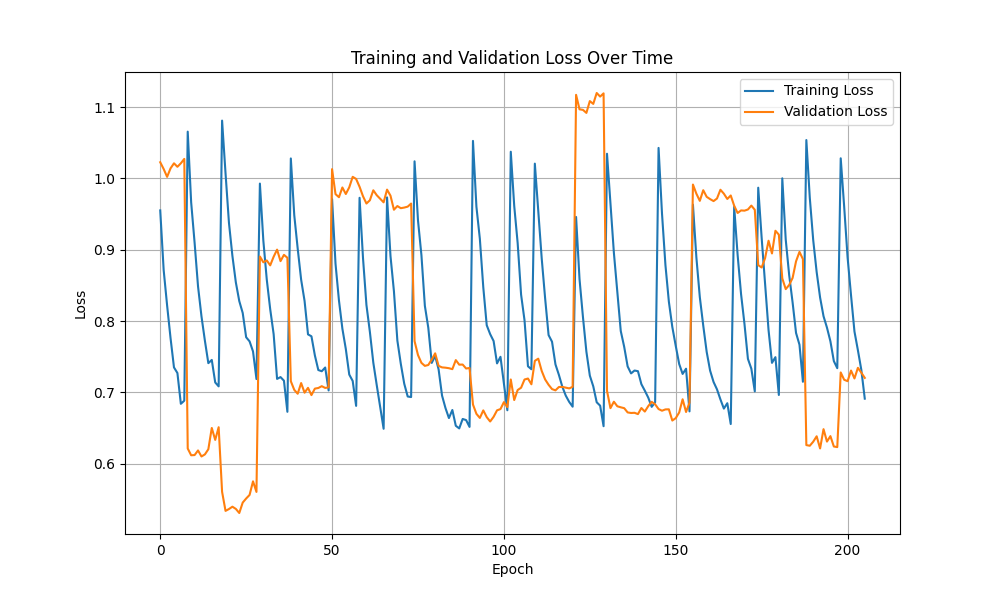 Training and Validation Loss Over Time
Training Loss
Validation Loss
1.1
1.0
0.9
0.8
0.7
0.6
Loss
0 50 100 150 200
Epoch